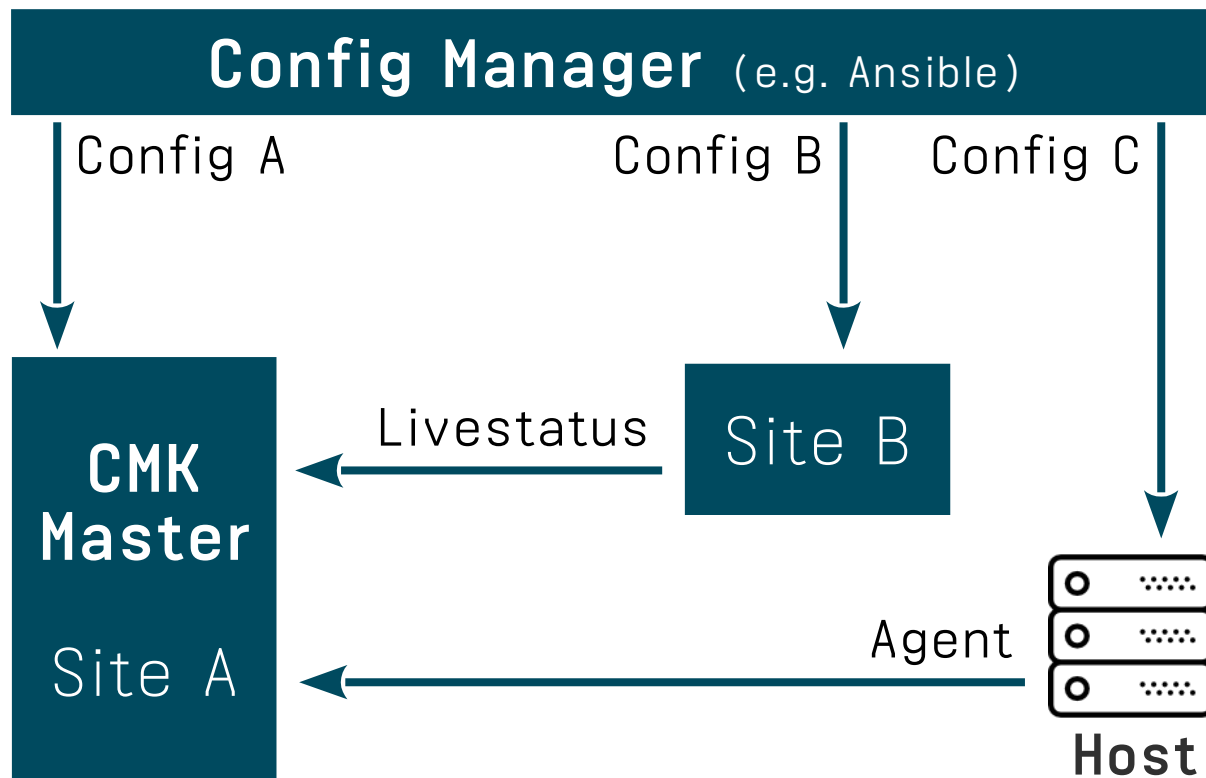 Config Manager (e.g. Ansible)
Config A
Config B
Config C
Livestatus
Site B
CMK
Master
Site A
Agent
Host